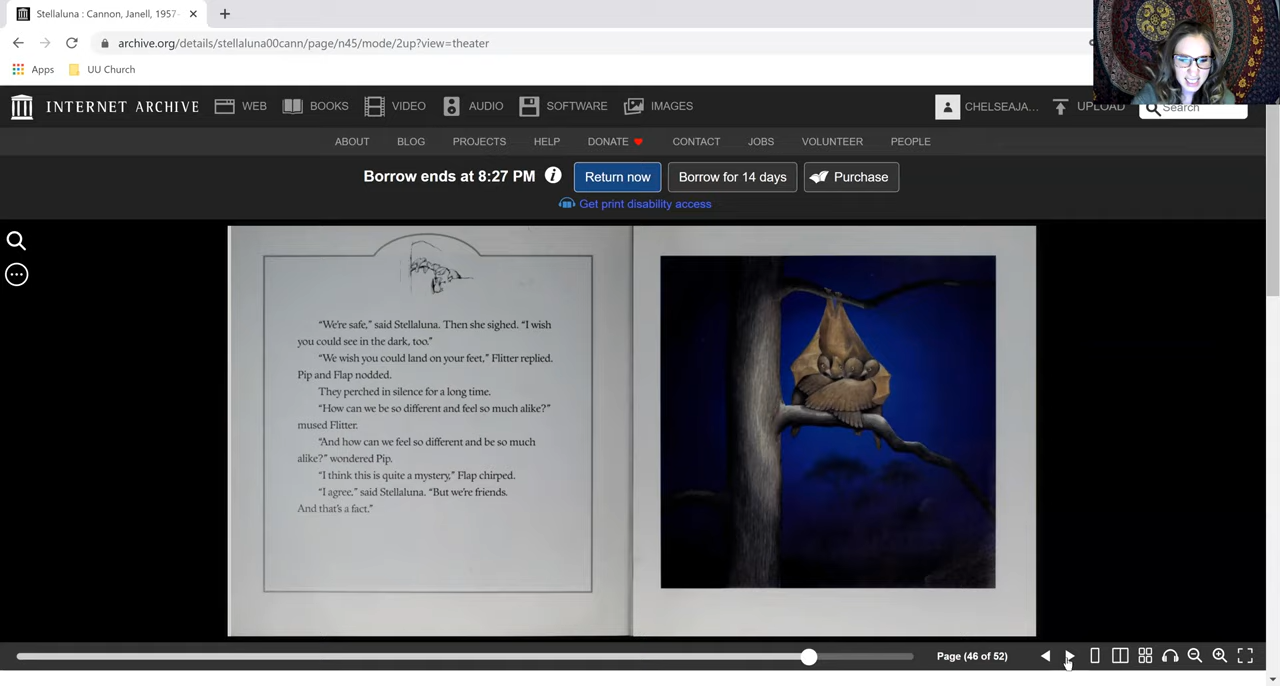 Stellaluna : Cannon, Janell, 1957-
archive.org/details/stellaluna00cann/page/n45/mode/2up?view=theater
Apps UU Church
INTERNET ARCHIVE WEB BOOKS VIDEO AUDIO SOFTWARE IMAGES CHELSEAJA... UPLOAD Search
ABOUT BLOG PROJECTS HELP DONATE CONTACT JOBS VOLUNTEER PEOPLE
Borrow ends at 8:27 PM Return now Borrow for 14 days Purchase
Get print disability access
“We’re safe,” said Stellaluna. Then she sighed. “I wish
you could see in the dark, too.”
“We wish you could land on your feet,” Flitter replied.
Pip and Flap nodded.
They perched in silence for a long time.
“How can we be so different and feel so much alike?”
mused Flitter.
“And how can we feel so different and be so much
alike?” wondered Pip.
“I think this is quite a mystery,” Flap chirped.
“I agree,” said Stellaluna. “But we’re friends.
And that’s a fact.”
Page (46 of 52)